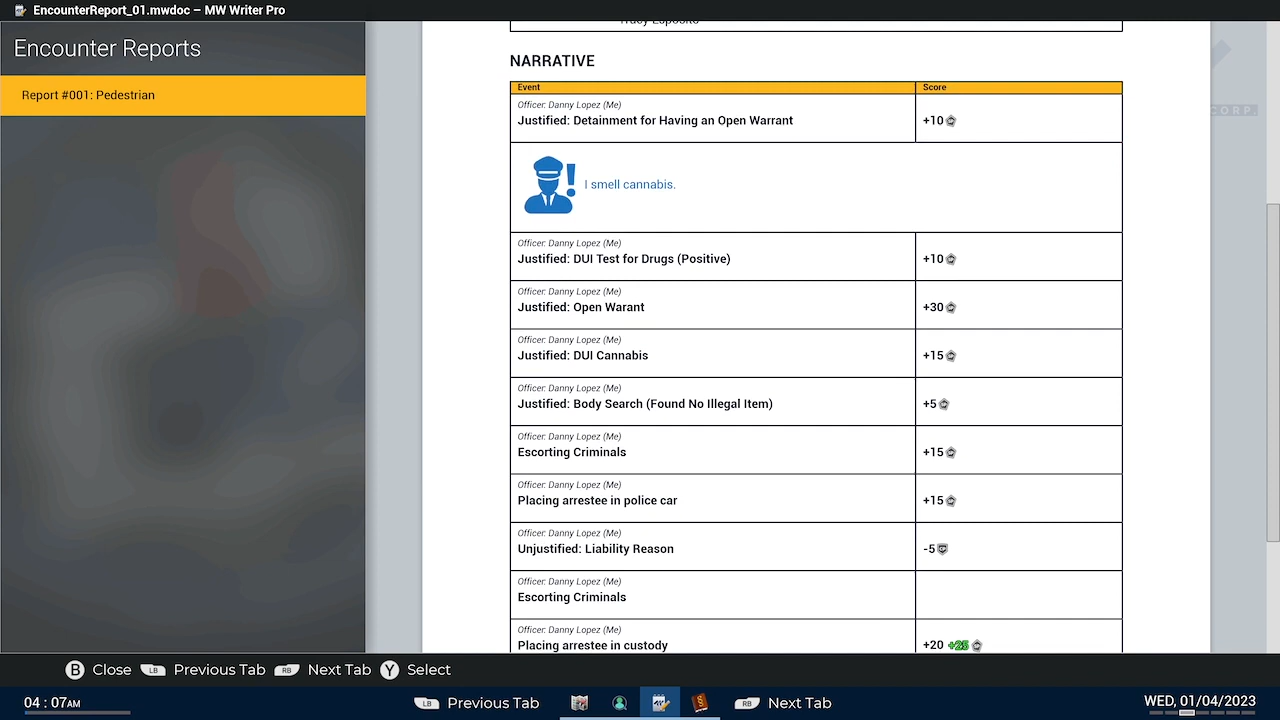 EncounterReport_01.mwdoc – MW Writer Pro
Encounter Reports
Report #001: Pedestrian
Tracy Esposito
NARRATIVE
Event Score
Officer: Danny Lopez (Me)
Justified: Detainment for Having an Open Warrant +10
I smell cannabis.
Officer: Danny Lopez (Me)
Justified: DUI Test for Drugs (Positive) +10
Officer: Danny Lopez (Me)
Justified: Open Warant +30
Officer: Danny Lopez (Me)
Justified: DUI Cannabis +15
Officer: Danny Lopez (Me)
Justified: Body Search (Found No Illegal Item) +5
Officer: Danny Lopez (Me)
Escorting Criminals +15
Officer: Danny Lopez (Me)
Placing arrestee in police car +15
Officer: Danny Lopez (Me)
Unjustified: Liability Reason -5
Officer: Danny Lopez (Me)
Escorting Criminals
Officer: Danny Lopez (Me)
Placing arrestee in custody +20 +25
CORP.
B Close LB Previous Tab RB Next Tab Y Select
04 : 07AM LB Previous Tab RB Next Tab WED, 01/04/2023